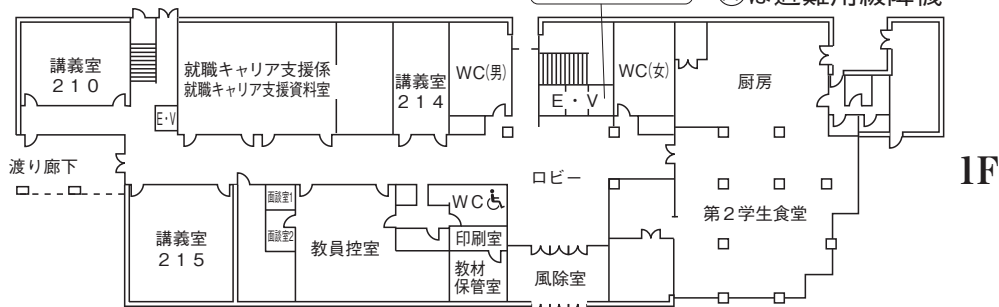 は避難用緩降機
講義室
210
就職キャリア支援係
就職キャリア支援資料室
講義室
214
WC(男)
E・V
WC(女)
厨房
E・V
渡り廊下
ロビー
1F
面談室1
WC
第2学生食堂
講義室
215
面談室2
教員控室
印刷室
教材
保管室
風除室